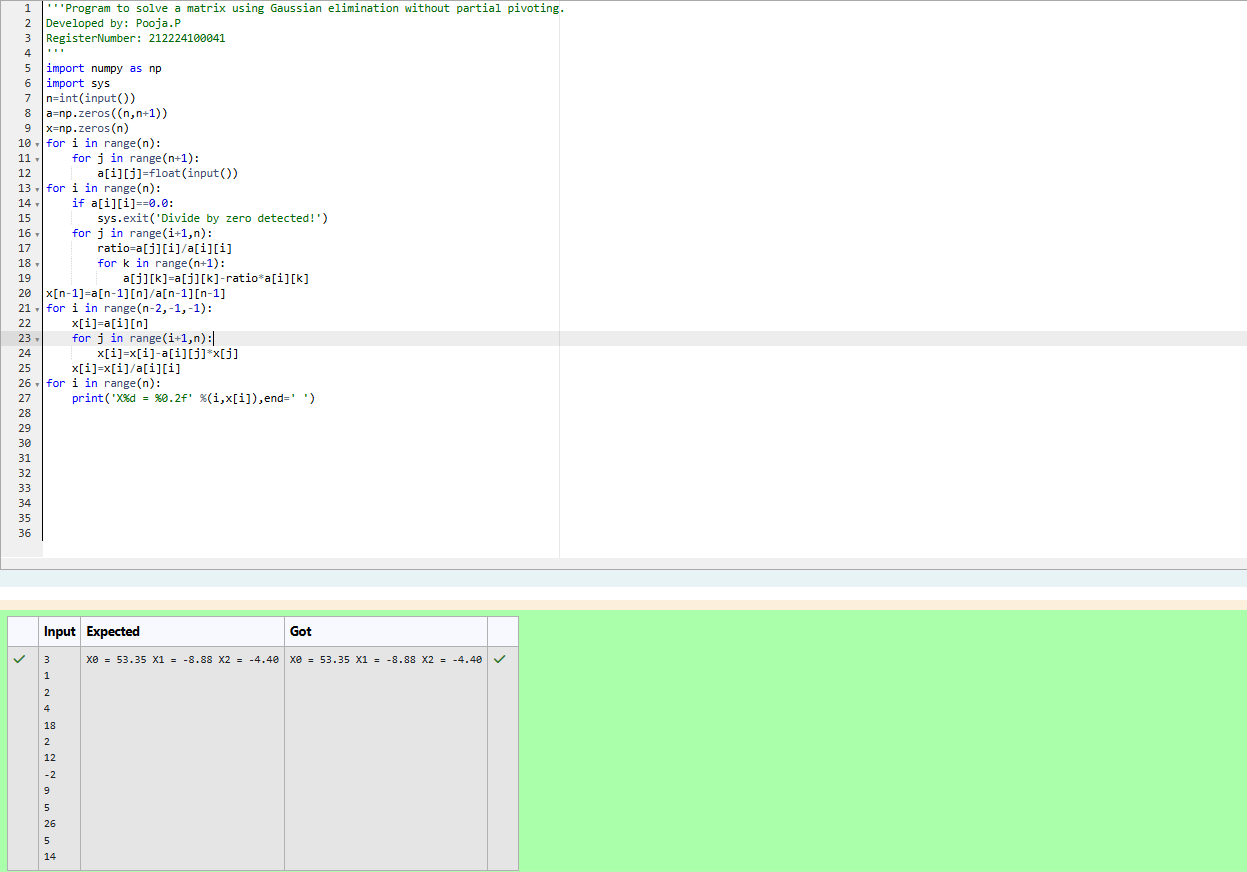 1 '''Program to solve a matrix using Gaussian elimination without partial pivoting.
2 Developed by: Pooja.P
3 RegisterNumber: 212224100041
4 '''
5 import numpy as np
6 import sys
7 n=int(input())
8 a=np.zeros((n,n+1))
9 x=np.zeros(n)
10 for i in range(n):
11     for j in range(n+1):
12         a[i][j]=float(input())
13 for i in range(n):
14     if a[i][i]==0.0:
15         sys.exit('Divide by zero detected!')
16     for j in range(i+1,n):
17         ratio=a[j][i]/a[i][i]
18         for k in range(n+1):
19             a[j][k]=a[j][k]-ratio*a[i][k]
20 x[n-1]=a[n-1][n]/a[n-1][n-1]
21 for i in range(n-2,-1,-1):
22     x[i]=a[i][n]
23     for j in range(i+1,n):
24         x[i]=x[i]-a[i][j]*x[j]
25     x[i]=x[i]/a[i][i]
26 for i in range(n):
27     print('X%d = %0.2f' %(i,x[i]),end=' ')
28
29
30
31
32
33
34
35
36
Input Expected Got
3 X0 = 53.35 X1 = -8.88 X2 = -4.40 X0 = 53.35 X1 = -8.88 X2 = -4.40
1
2
4
18
2
12
-2
9
5
26
5
14